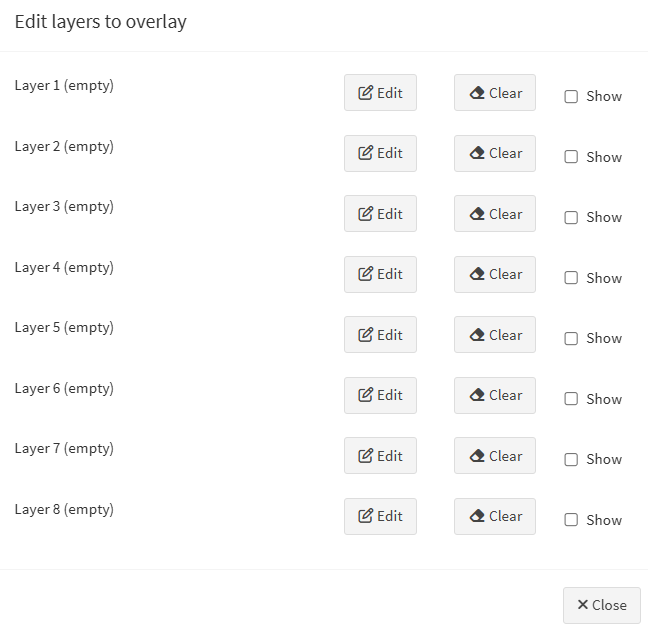 Edit layers to overlay
Layer 1 (empty) Edit Clear Show
Layer 2 (empty) Edit Clear Show
Layer 3 (empty) Edit Clear Show
Layer 4 (empty) Edit Clear Show
Layer 5 (empty) Edit Clear Show
Layer 6 (empty) Edit Clear Show
Layer 7 (empty) Edit Clear Show
Layer 8 (empty) Edit Clear Show
Close